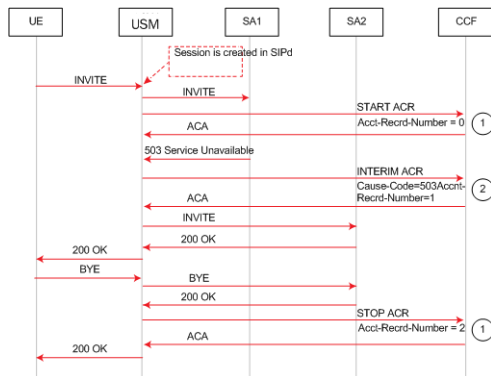 UE USM SA1 SA2 CCF
Session is created in SIPd
INVITE
INVITE
START ACR
Acct-Recrd-Number = 0
1
ACA
503 Service Unavailable
INTERIM ACR
Cause-Code=503Accnt-
Recrd-Number=1
2
ACA
INVITE
200 OK
200 OK
BYE
BYE
200 OK
STOP ACR
Acct-Recrd-Number = 2
1
ACA
200 OK